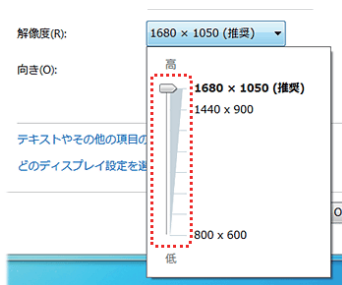 解像度(R):
1680 × 1050 (推奨)
向き(O):
高
1680 × 1050 (推奨)
1440 x 900
テキストやその他の項目の
どのディスプレイ設定を選
800 x 600
低
O